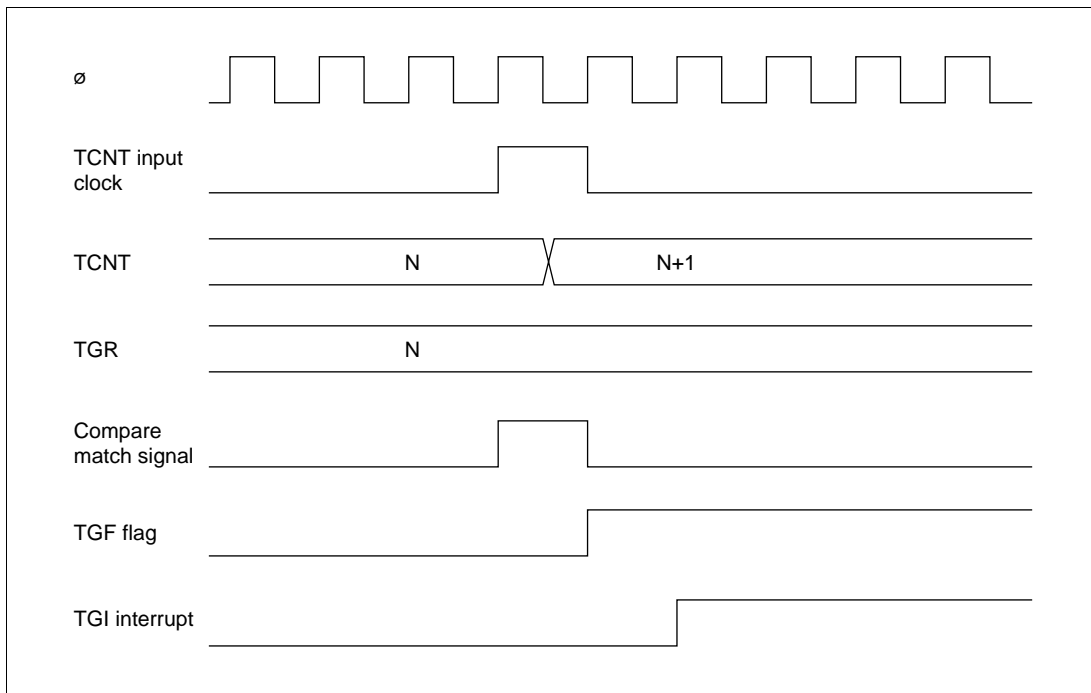 ø
TCNT input
clock
TCNT
N
N+1
TGR
N
Compare
match signal
TGF flag
TGI interrupt